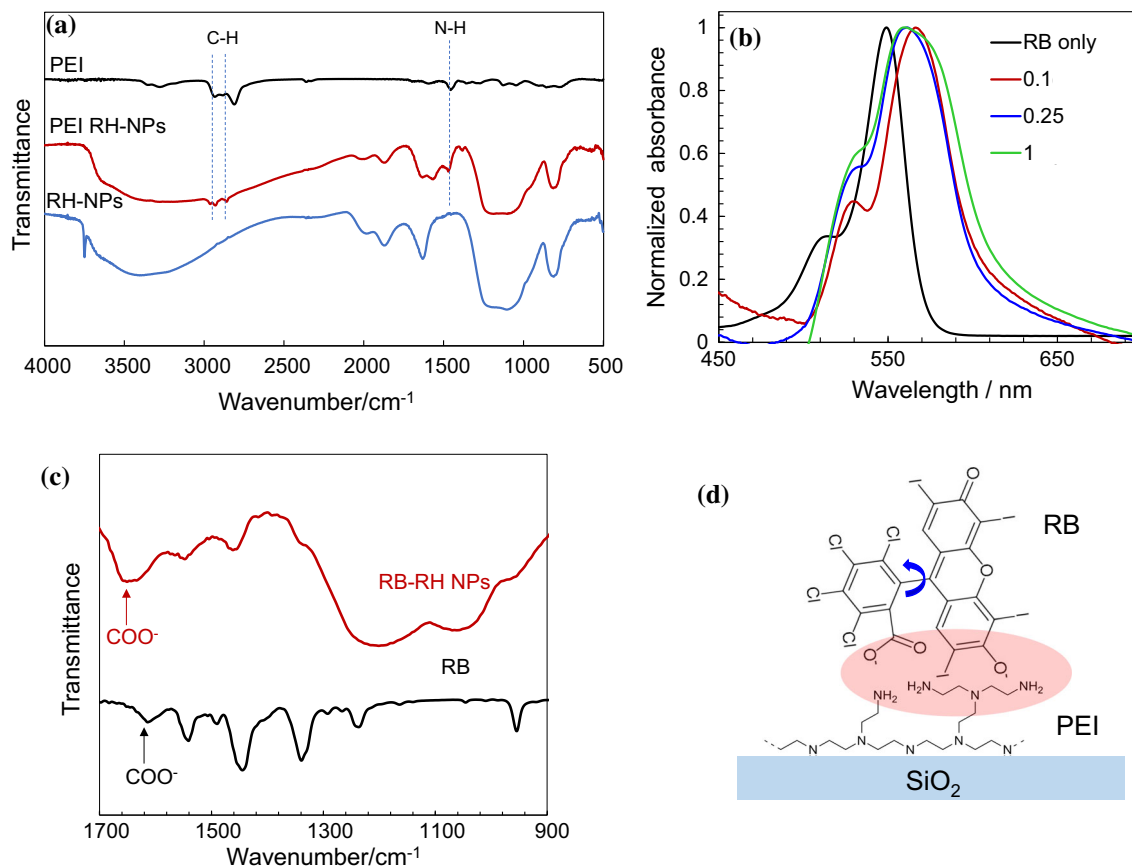 (a)
C-H
N-H
PEI
PEI RH-NPs
RH-NPs
Transmittance
4000 3500 3000 2500 2000 1500 1000 500
Wavenumber/cm⁻¹
(b)
RB only
0.1
0.25
1
Normalized absorbance
1
0.8
0.6
0.4
0.2
0
450 550 650
Wavelength / nm
(c)
RB-RH NPs
COO⁻
RB
COO⁻
Transmittance
1700 1500 1300 1100 900
Wavenumber/cm⁻¹
(d)
O
I
I
RB
Cl
Cl
Cl
Cl
O
O
O⁻
I
I
O⁻
NH₂
H₂N
N
NH₂
PEI
N N N N N N
SiO₂